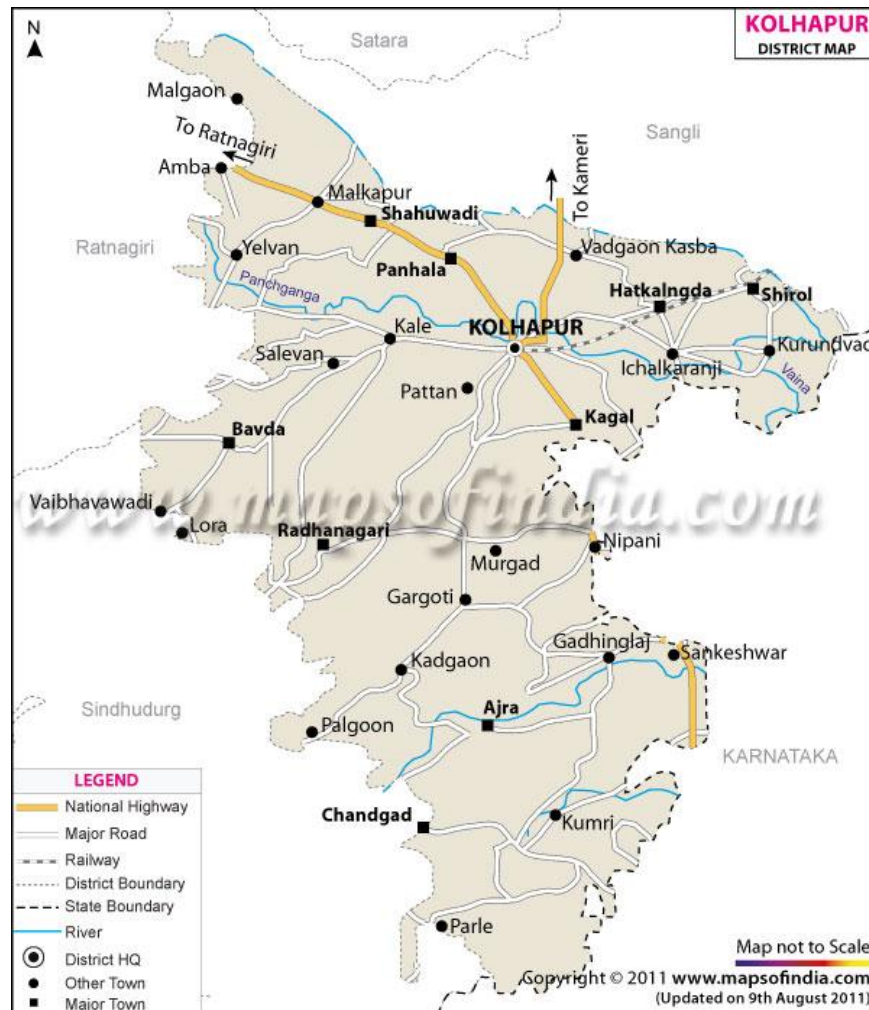 N
KOLHAPUR
DISTRICT MAP
Satara
Malgaon
To Ratnagiri
Sangli
To Kameri
Amba
Malkapur
Shahuwadi
Ratnagiri
Yelvan
Vadgaon Kasba
Panhala
Panchganga
Hatkalngda
Shirol
KOLHAPUR
Kale
Salevan
Ichalkaranji
Kurundvad
Vaina
Pattan
Kagal
Bavda
www.mapsofindia.com
Vaibhavawadi
Lora
Radhanagari
Nipani
Murgad
Gargoti
Gadhinglaj
Sankeshwar
Kadgaon
Sindhudurg
Ajra
Palgoon
KARNATAKA
LEGEND
National Highway
Major Road
Railway
District Boundary
State Boundary
River
District HQ
Other Town
Major Town
Chandgad
Kumri
Parle
Map not to Scale
Copyright © 2011 www.mapsofindia.com
(Updated on 9th August 2011)